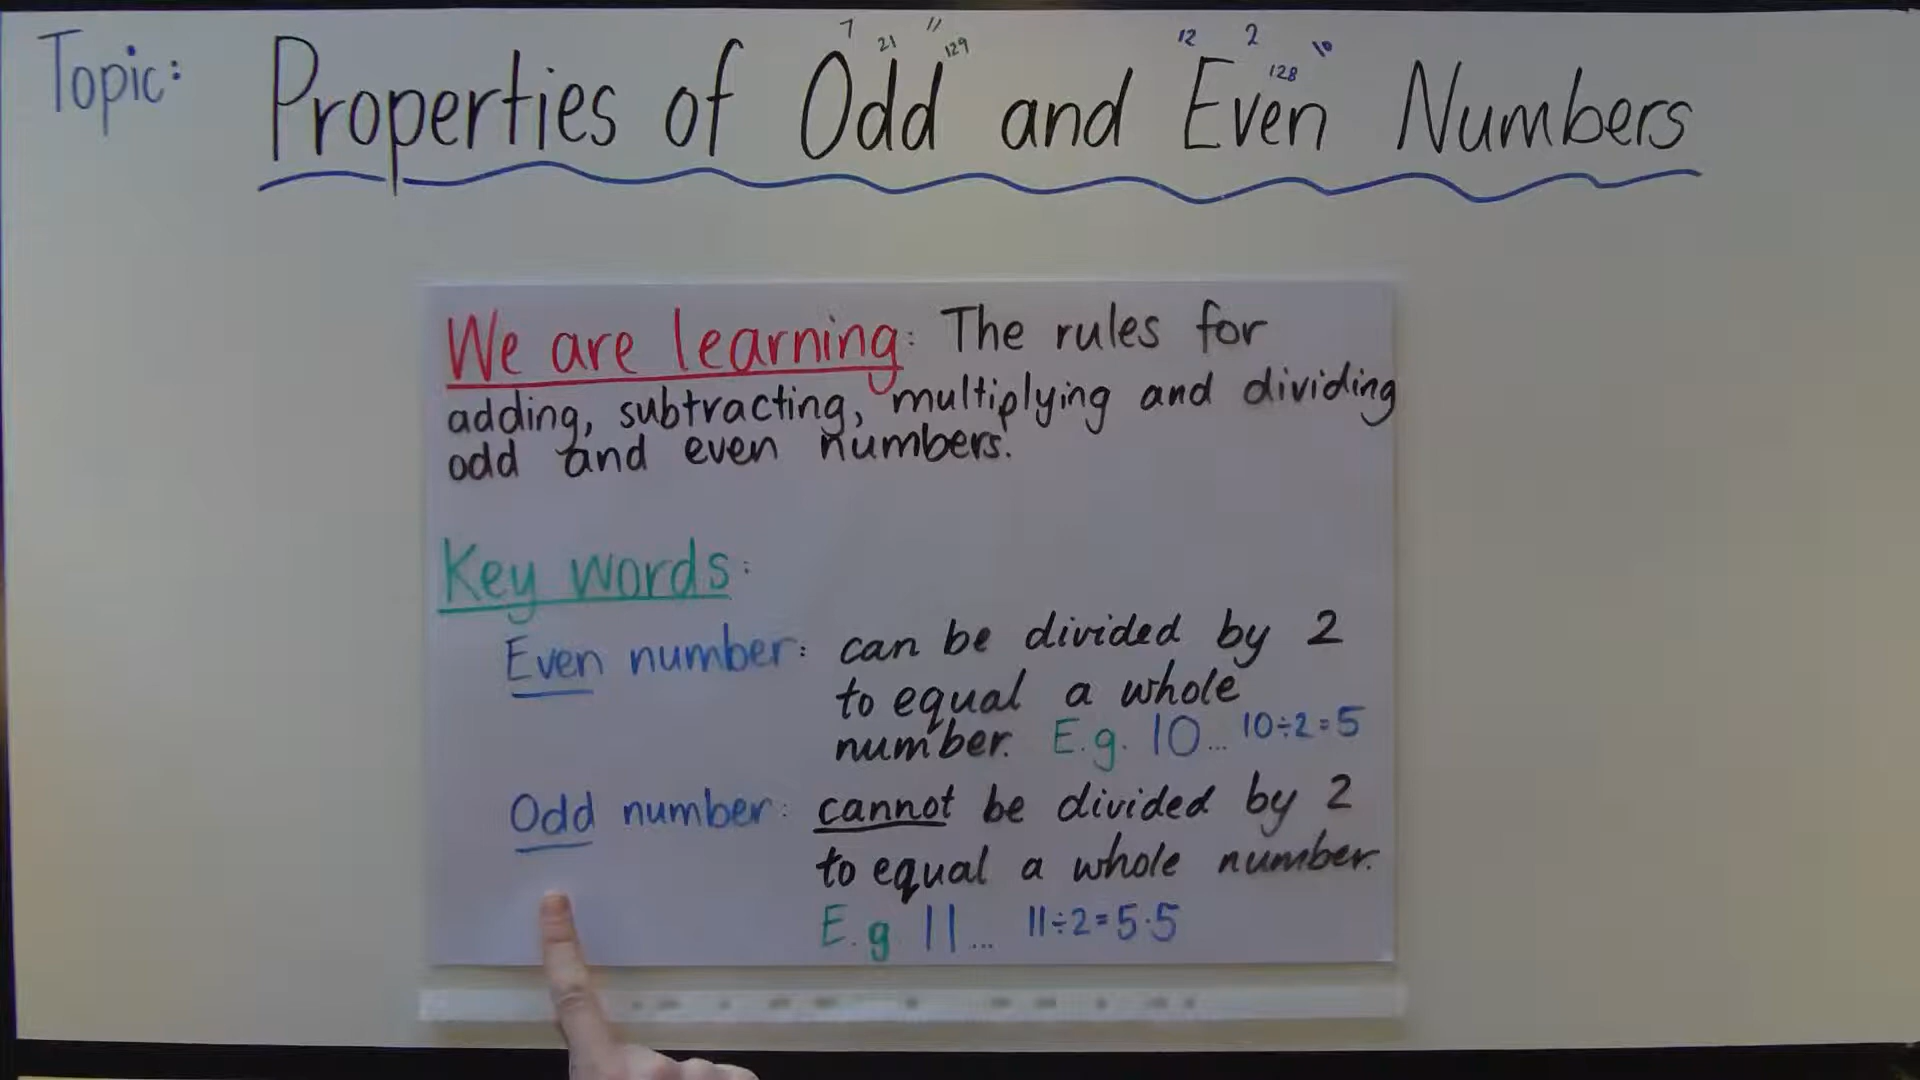 7 21 11 129 12 2 128 10
Topic: Properties of Odd and Even Numbers
We are learning: The rules for
adding, subtracting, multiplying and dividing
odd and even numbers.
Key words:
Even number: can be divided by 2
to equal a whole
number. E.g. 10... 10÷2=5
Odd number: cannot be divided by 2
to equal a whole number.
E.g 11... 11÷2=5.5